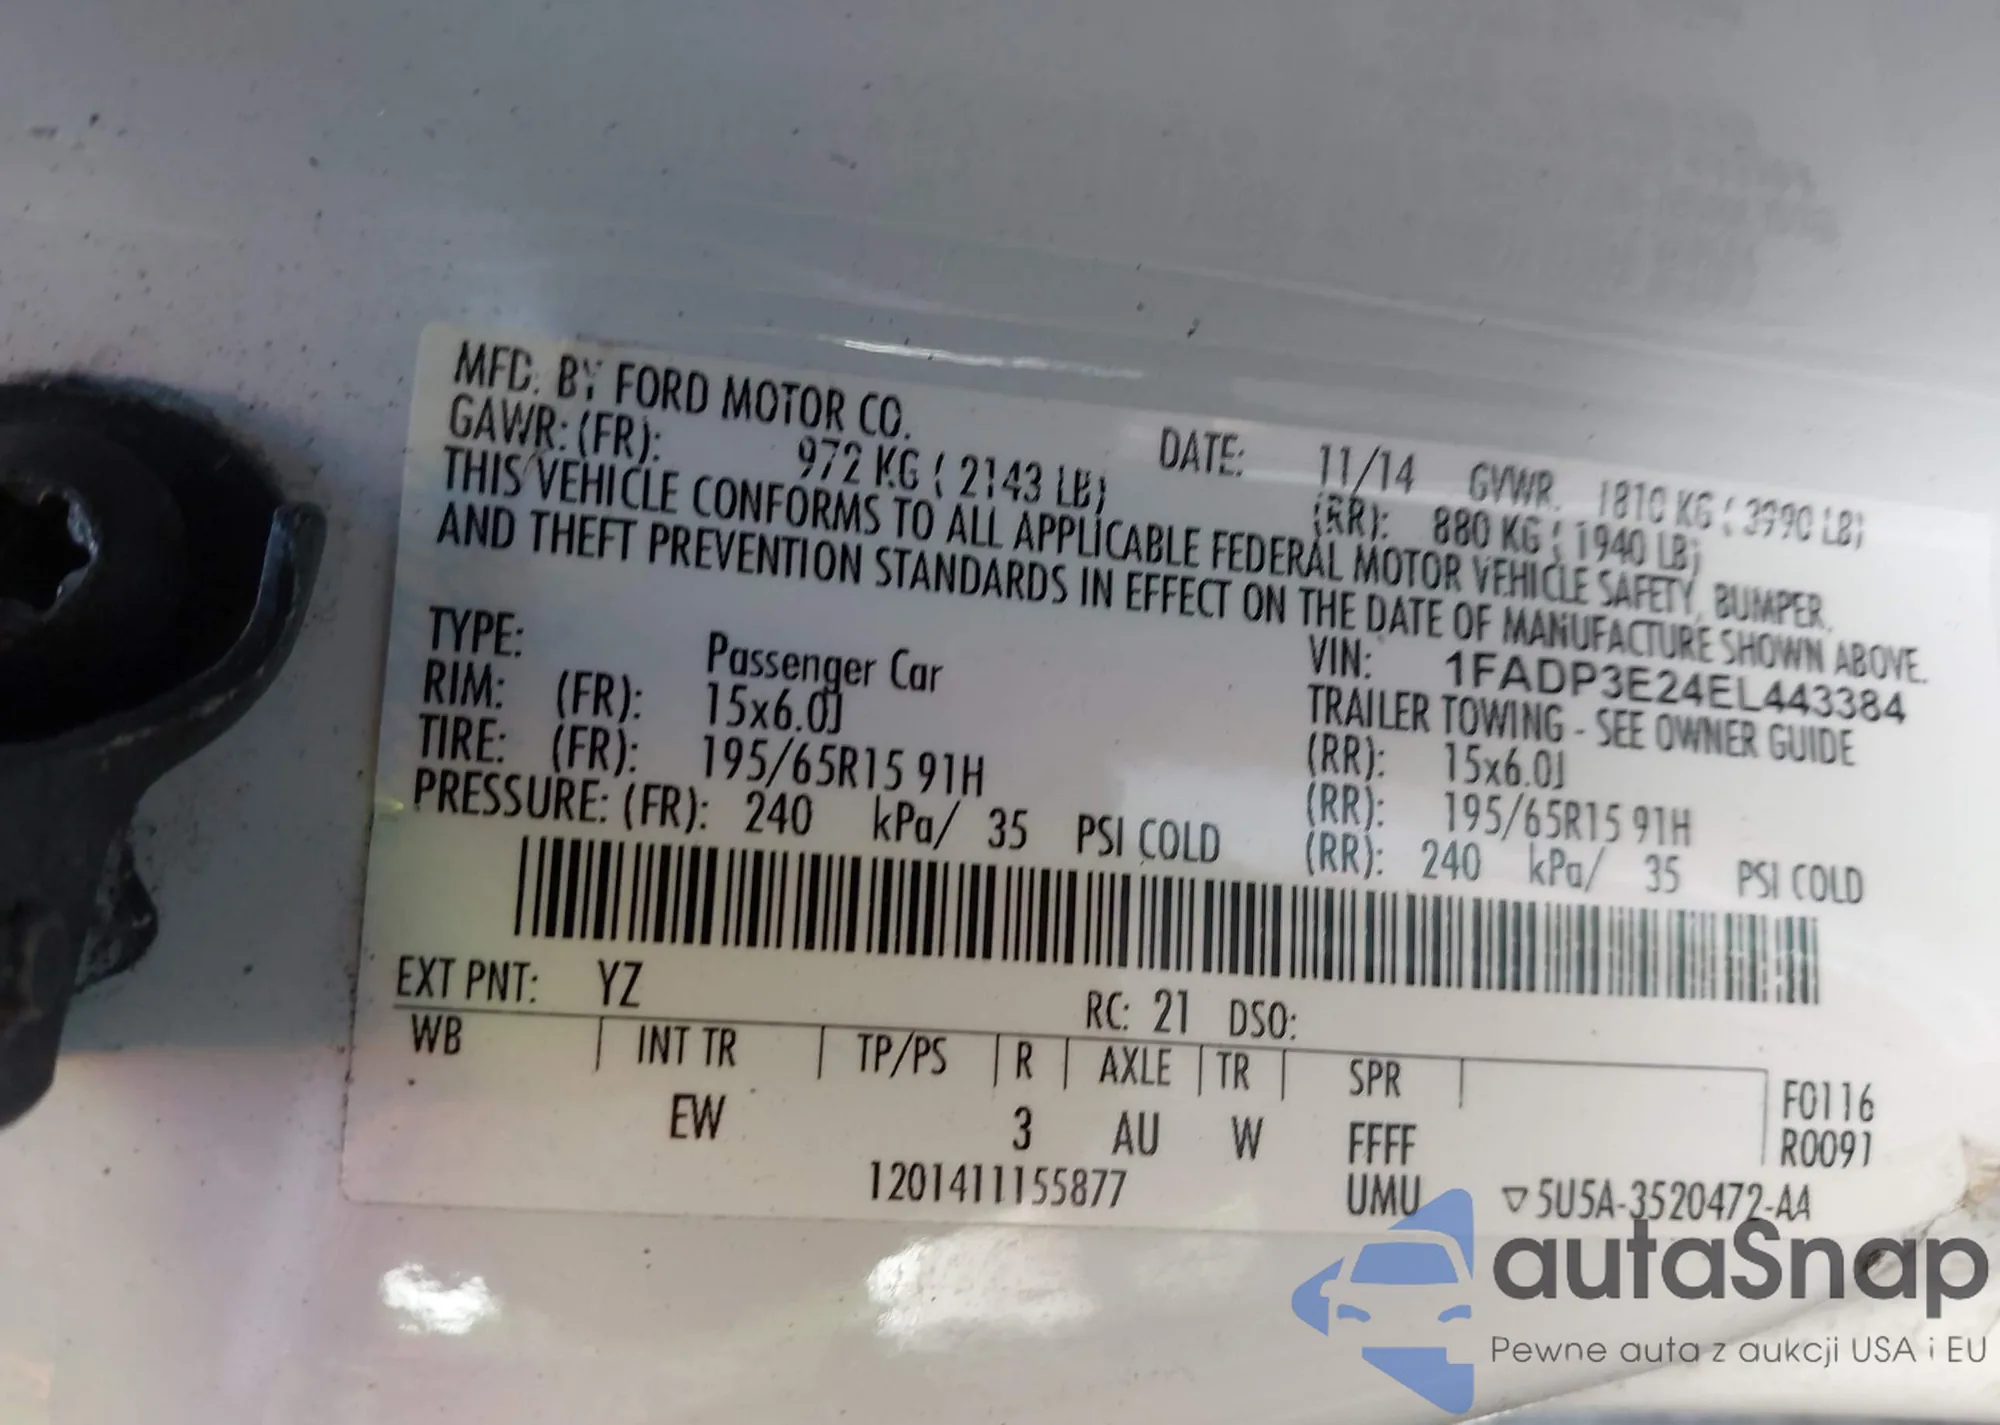 MFD. BY FORD MOTOR CO. DATE: 11/14 GVWR. 1810 KG ( 3990 LB)
GAWR: (FR): 972 KG ( 2143 LB) (RR): 880 KG ( 1940 LB)
THIS VEHICLE CONFORMS TO ALL APPLICABLE FEDERAL MOTOR VEHICLE SAFETY, BUMPER,
AND THEFT PREVENTION STANDARDS IN EFFECT ON THE DATE OF MANUFACTURE SHOWN ABOVE.
VIN: 1FADP3E24EL443384
TYPE: Passenger Car TRAILER TOWING - SEE OWNER GUIDE
RIM: (FR): 15x6.0J (RR): 15x6.0J
TIRE: (FR): 195/65R15 91H (RR): 195/65R15 91H
PRESSURE: (FR): 240 kPa/ 35 PSI COLD (RR): 240 kPa/ 35 PSI COLD
EXT PNT: YZ RC: 21 DSO:
WB INT TR TP/PS R AXLE TR SPR F0116
EW 3 AU W FFFF R0091
1201411155877 UMU ▽5U5A-3520472-AA
autaSnap
Pewne auta z aukcji USA i EU